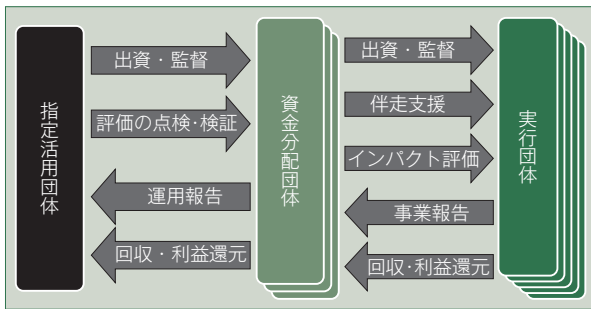 指定活用団体
出資・監督
評価の点検・検証
運用報告
回収・利益還元
資金分配団体
出資・監督
伴走支援
インパクト評価
事業報告
回収・利益還元
実行団体